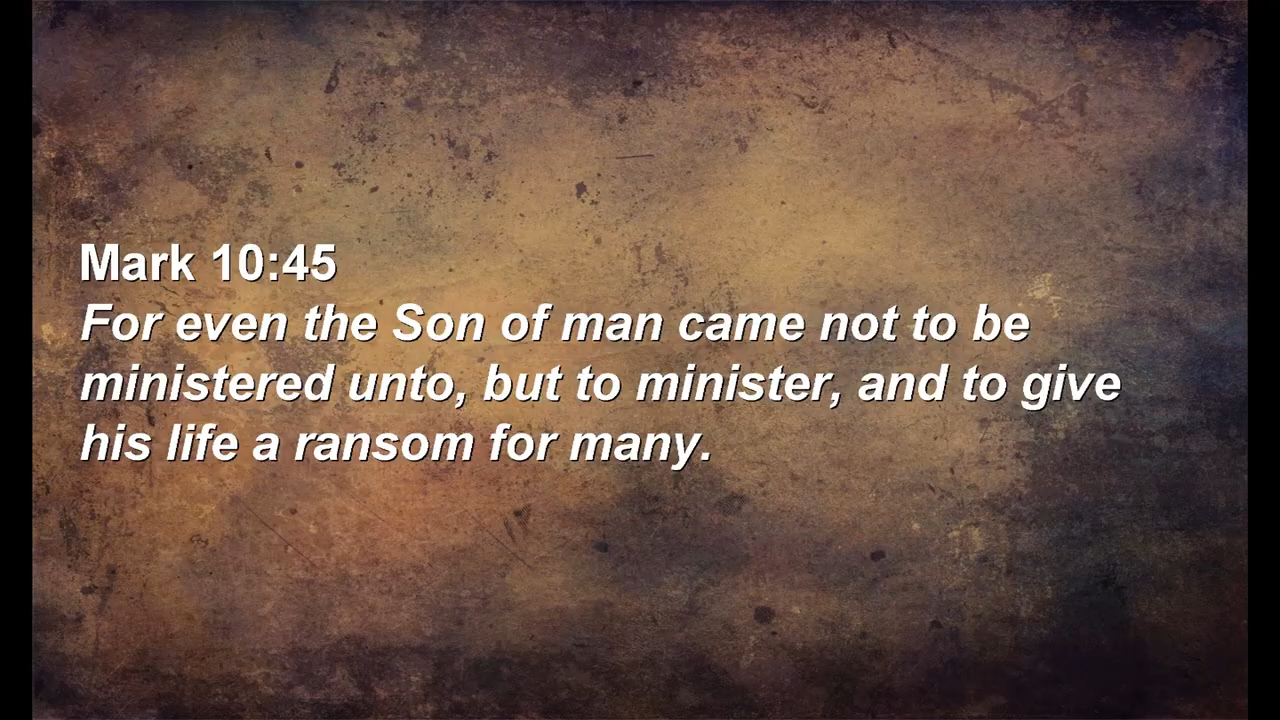 Mark 10:45
For even the Son of man came not to be
ministered unto, but to minister, and to give
his life a ransom for many.